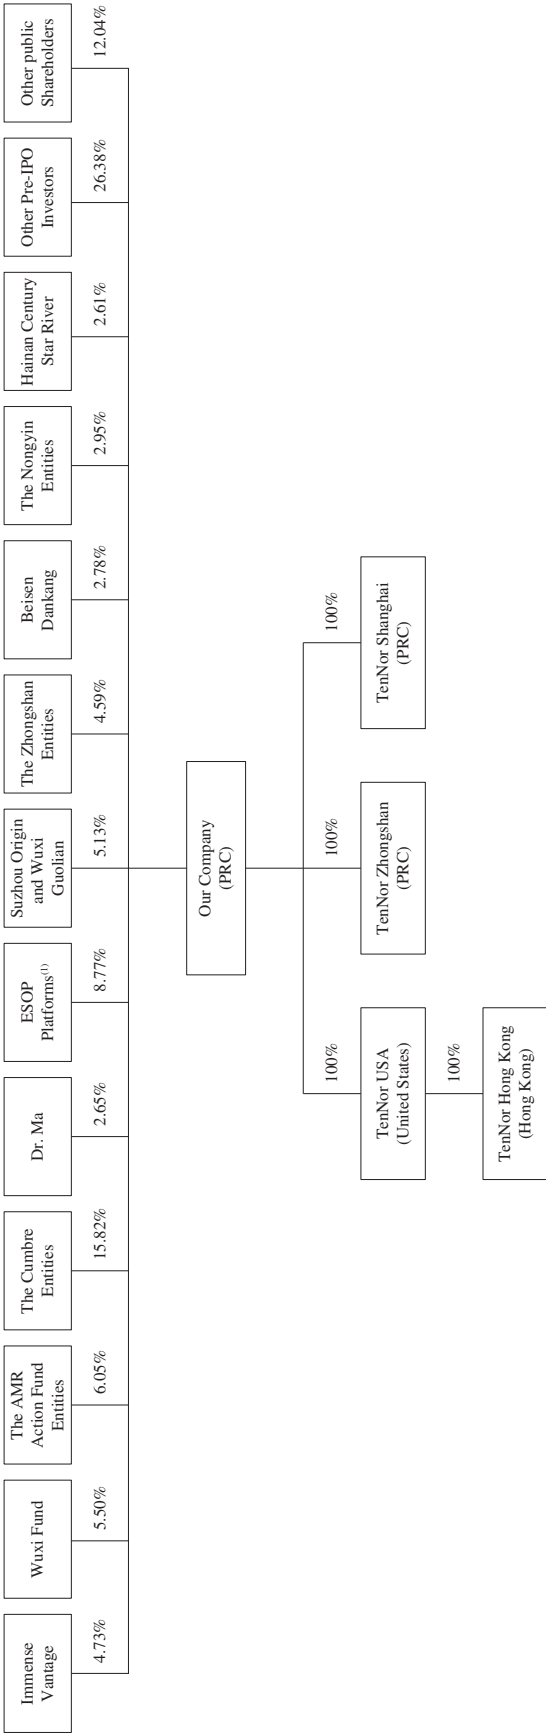 Immense
Vantage
4.73%
Wuxi Fund
5.50%
The AMR
Action Fund
Entities
6.05%
The Cumbre
Entities
15.82%
Dr. Ma
2.65%
ESOP
Platforms(1)
8.77%
Suzhou Origin
and Wuxi
Guolian
5.13%
The Zhongshan
Entities
4.59%
Beisen
Dankang
2.78%
The Nongyin
Entities
2.95%
Hainan Century
Star River
2.61%
Other Pre-IPO
Investors
26.38%
Other public
Shareholders
12.04%
Our Company
(PRC)
100%
100%
100%
TenNor USA
(United States)
TenNor Zhongshan
(PRC)
TenNor Shanghai
(PRC)
100%
TenNor Hong Kong
(Hong Kong)